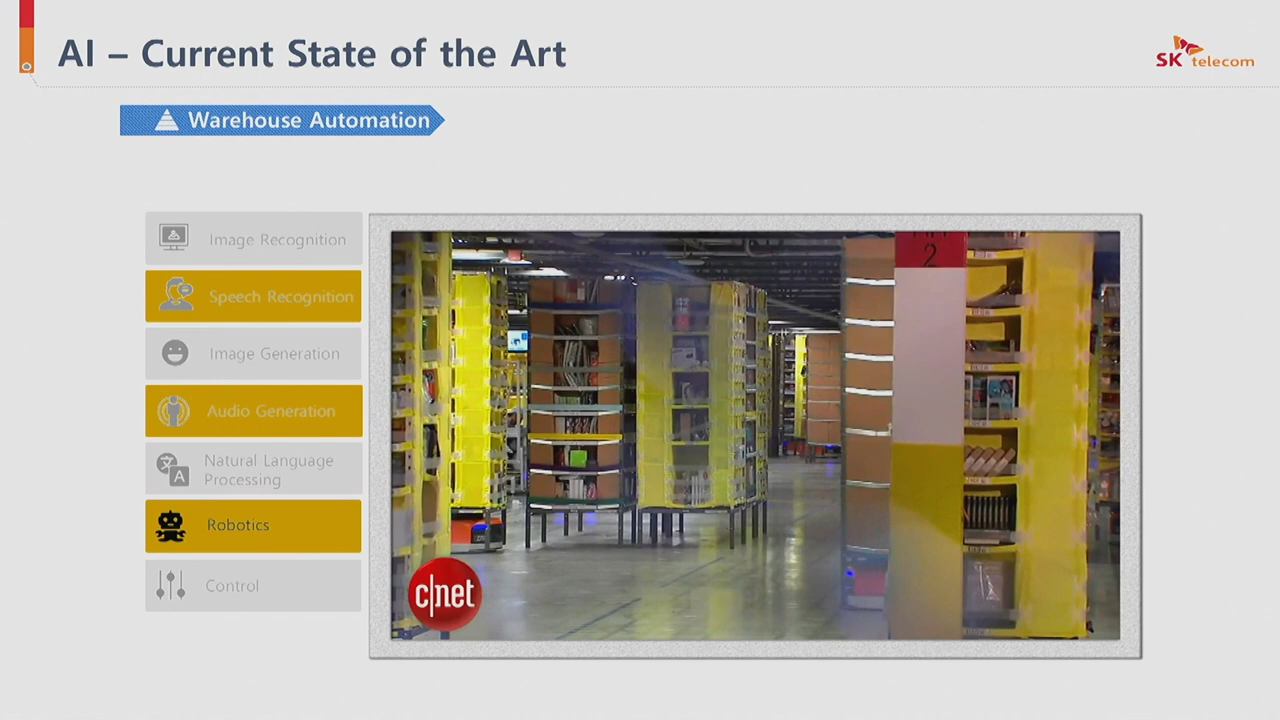 AI – Current State of the Art
SK telecom
Warehouse Automation
Image Recognition
Speech Recognition
Image Generation
Audio Generation
Natural Language
Processing
Robotics
Control
2
c|net